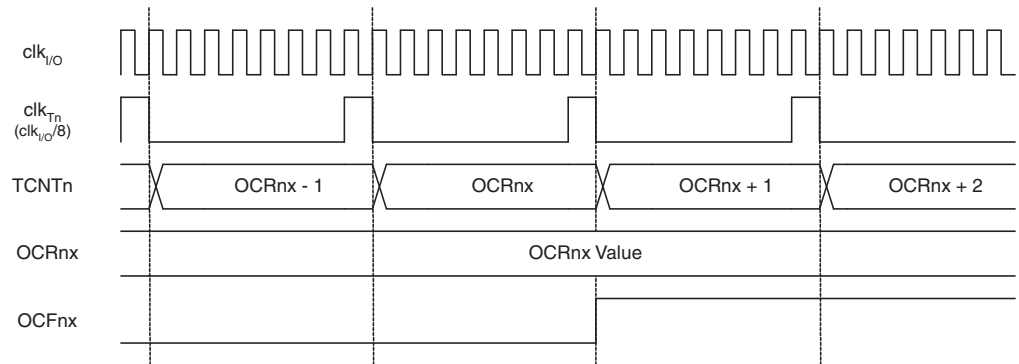 clkI/O
clkTn
(clkI/O/8)
TCNTn
OCRnx - 1
OCRnx
OCRnx + 1
OCRnx + 2
OCRnx
OCRnx Value
OCFnx